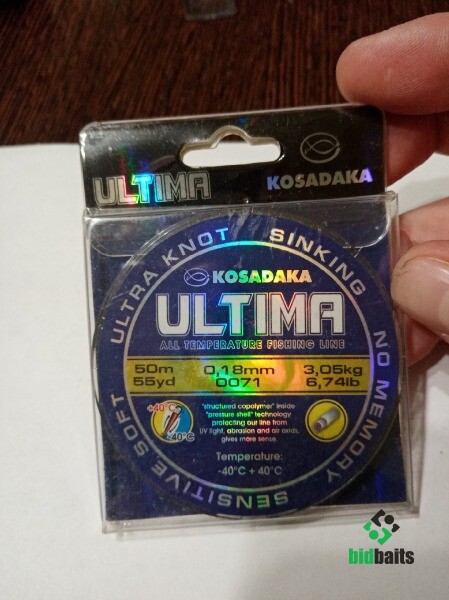 ULTIMA KOSADAKA
ULTRA KNOT SINKING NO MEMORY SENSITIVE SOFT
KOSADAKA
ULTIMA
ALL TEMPERATURE FISHING LINE
50m 0,18mm 3,05kg
55yd 0071 6,74lb
+40°C
-40°C
"structured copolymer" inside
"pressure shell" technology
protecting our line from
UV light, abrasion and air oxids,
gives more sense.
Temperature:
-40°C + 40°C
bidbaits